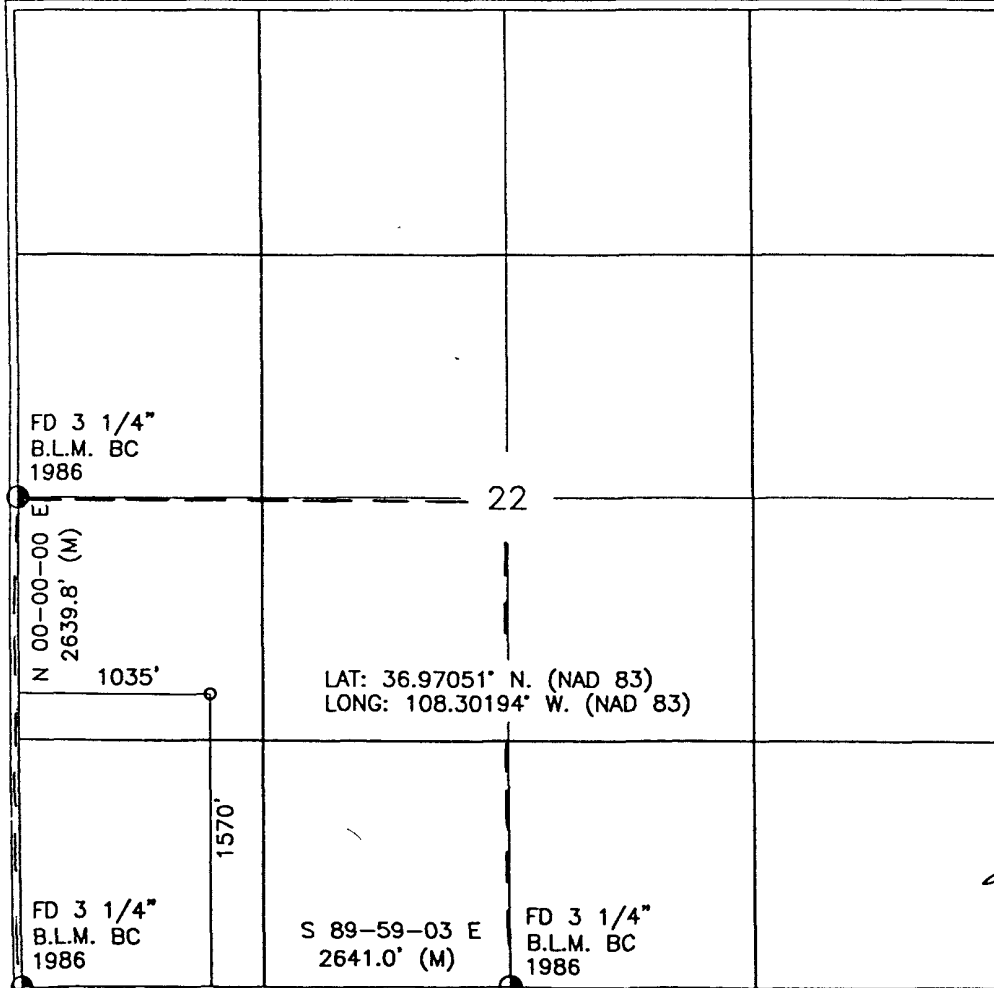 FD 3 1/4"
B.L.M. BC
1986
22
N 00-00-00 E
2639.8' (M)
1035'
LAT: 36.97051° N. (NAD 83)
LONG: 108.30194° W. (NAD 83)
1570'
FD 3 1/4"
B.L.M. BC
1986
S 89-59-03 E
2641.0' (M)
FD 3 1/4"
B.L.M. BC
1986